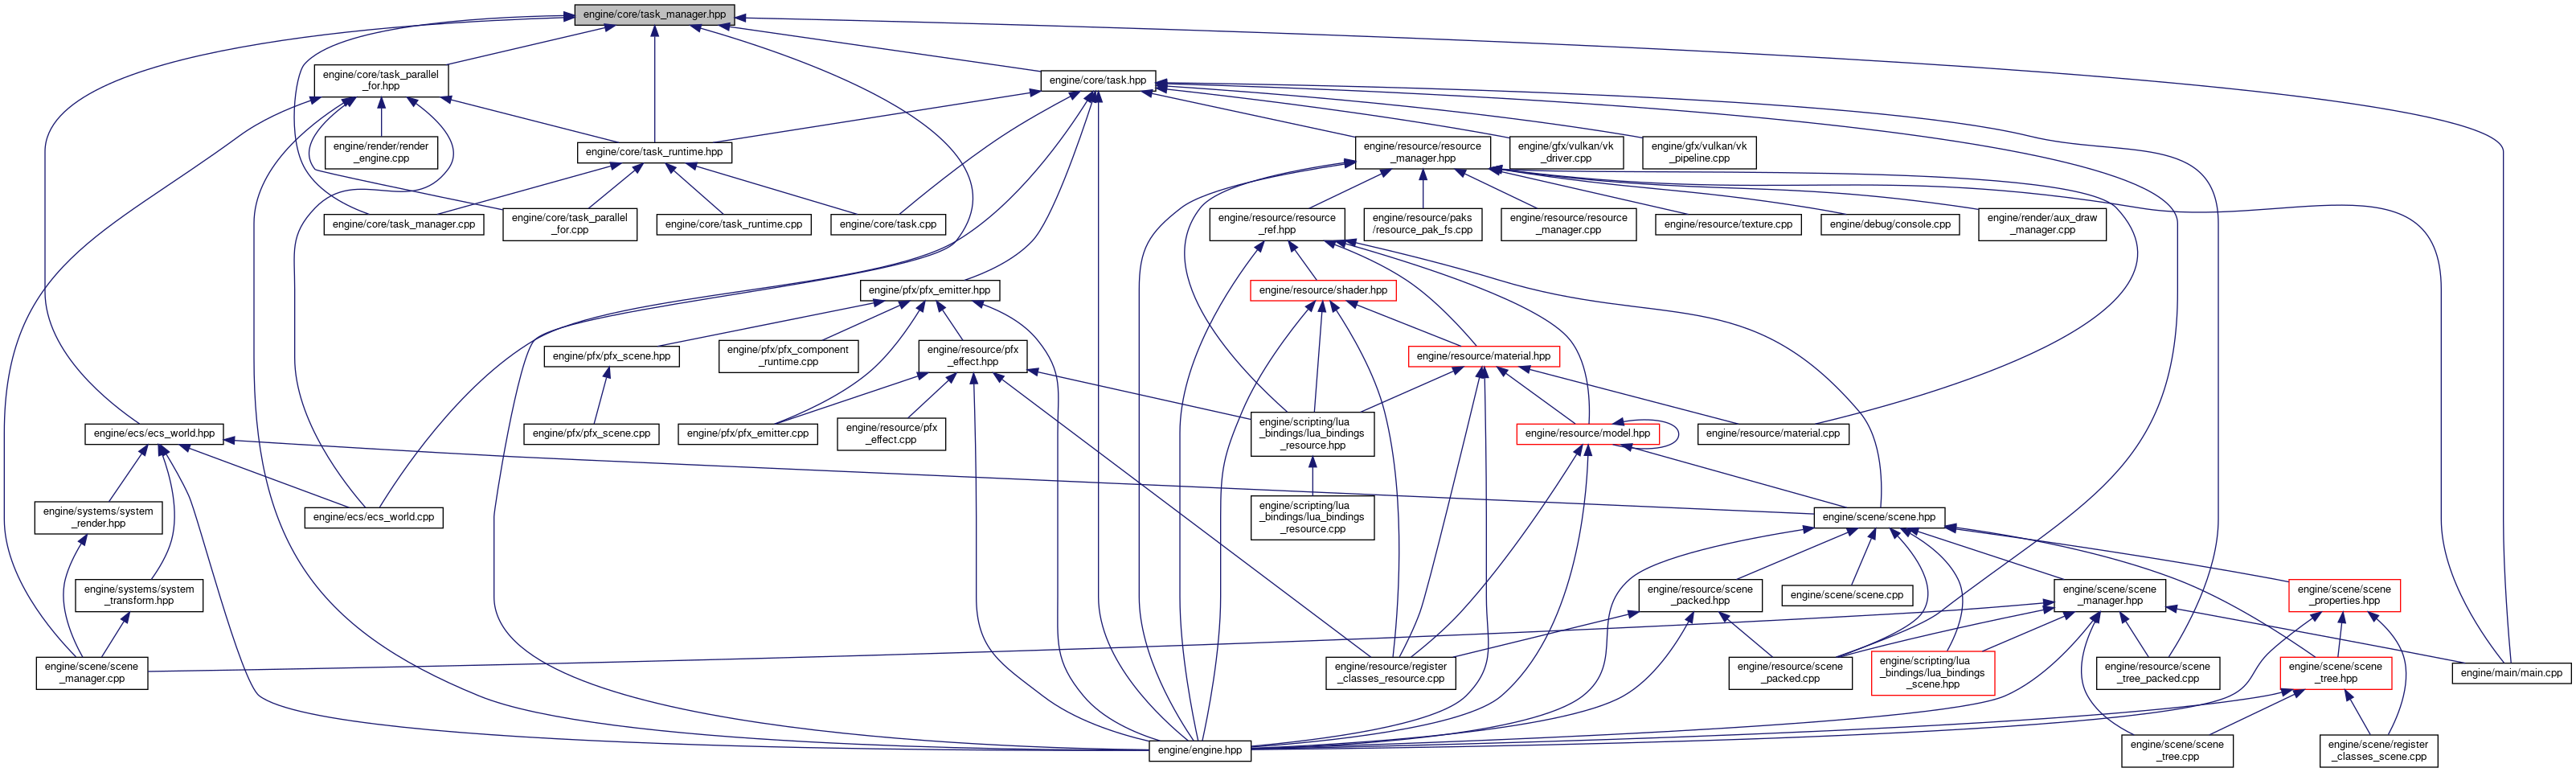 engine/core/task_manager.hpp
engine/core/task_parallel
_for.hpp
engine/core/task.hpp
engine/render/render
_engine.cpp
engine/core/task_runtime.hpp
engine/resource/resource
_manager.hpp
engine/gfx/vulkan/vk
_driver.cpp
engine/gfx/vulkan/vk
_pipeline.cpp
engine/core/task_manager.cpp
engine/core/task_parallel
_for.cpp
engine/core/task_runtime.cpp
engine/core/task.cpp
engine/resource/resource
_ref.hpp
engine/resource/paks
/resource_pak_fs.cpp
engine/resource/resource
_manager.cpp
engine/resource/texture.cpp
engine/debug/console.cpp
engine/render/aux_draw
_manager.cpp
engine/pfx/pfx_emitter.hpp
engine/resource/shader.hpp
engine/pfx/pfx_scene.hpp
engine/pfx/pfx_component
_runtime.cpp
engine/resource/pfx
_effect.hpp
engine/resource/material.hpp
engine/ecs/ecs_world.hpp
engine/pfx/pfx_scene.cpp
engine/pfx/pfx_emitter.cpp
engine/resource/pfx
_effect.cpp
engine/scripting/lua
_bindings/lua_bindings
_resource.hpp
engine/resource/model.hpp
engine/resource/material.cpp
engine/systems/system
_render.hpp
engine/ecs/ecs_world.cpp
engine/scripting/lua
_bindings/lua_bindings
_resource.cpp
engine/scene/scene.hpp
engine/systems/system
_transform.hpp
engine/resource/scene
_packed.hpp
engine/scene/scene.cpp
engine/scene/scene
_manager.hpp
engine/scene/scene
_properties.hpp
engine/scene/scene
_manager.cpp
engine/resource/register
_classes_resource.cpp
engine/resource/scene
_packed.cpp
engine/scripting/lua
_bindings/lua_bindings
_scene.hpp
engine/resource/scene
_tree_packed.cpp
engine/scene/scene
_tree.hpp
engine/main/main.cpp
engine/engine.hpp
engine/scene/scene
_tree.cpp
engine/scene/register
_classes_scene.cpp